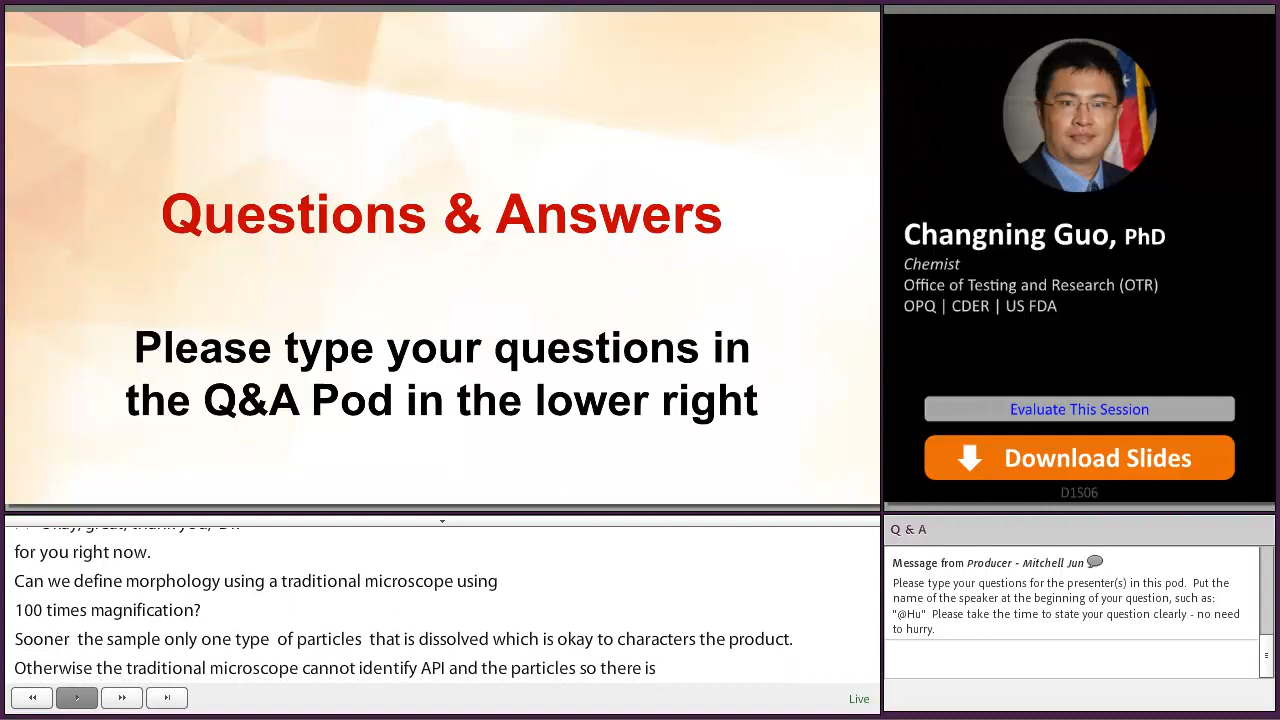 Questions & Answers
Please type your questions in
the Q&A Pod in the lower right
Changning Guo, PhD
Chemist
Office of Testing and Research (OTR)
OPQ | CDER | US FDA
Evaluate This Session
Download Slides
D1S06
for you right now.
Can we define morphology using a traditional microscope using
100 times magnification?
Sooner the sample only one type of particles that is dissolved which is okay to characters the product.
Otherwise the traditional microscope cannot identify API and the particles so there is
Live
Q & A
Message from Producer - Mitchell Jun
Please type your questions for the presenter(s) in this pod. Put the
name of the speaker at the beginning of your question, such as:
"@Hu" Please take the time to state your question clearly - no need
to hurry.